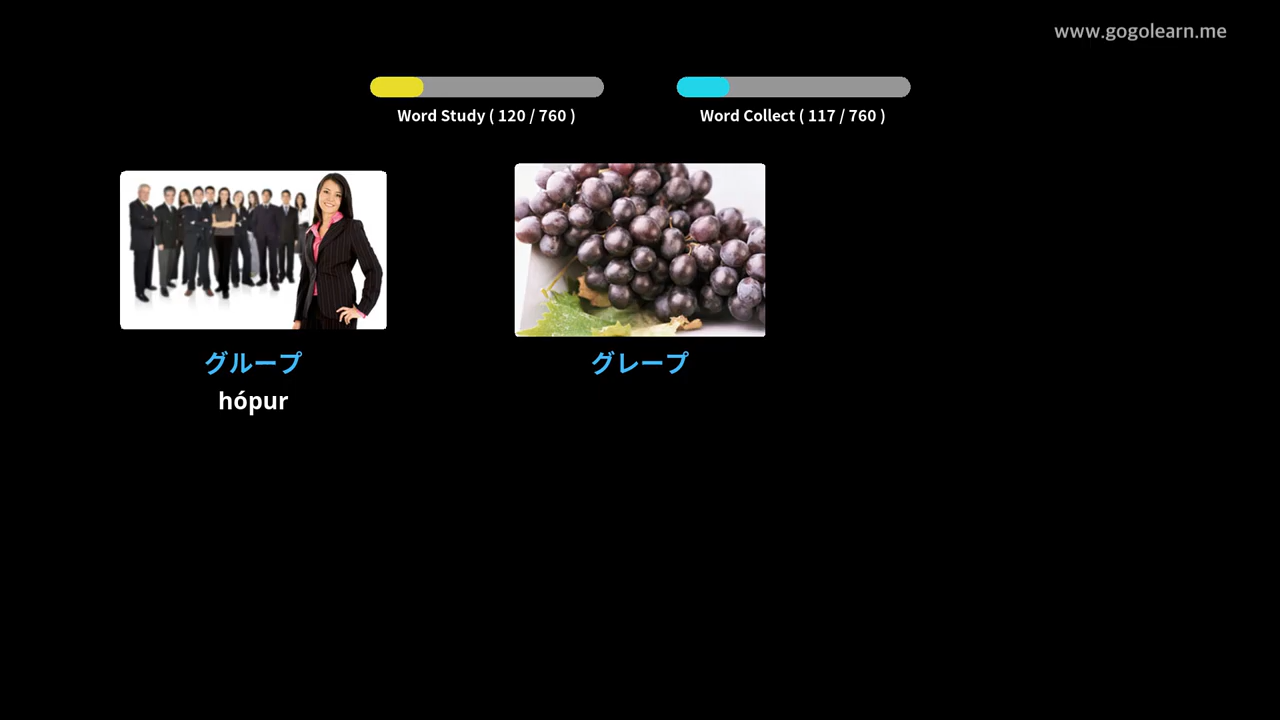 www.gogolearn.me
Word Study ( 120 / 760 )
Word Collect ( 117 / 760 )
グループ
hópur
グレープ